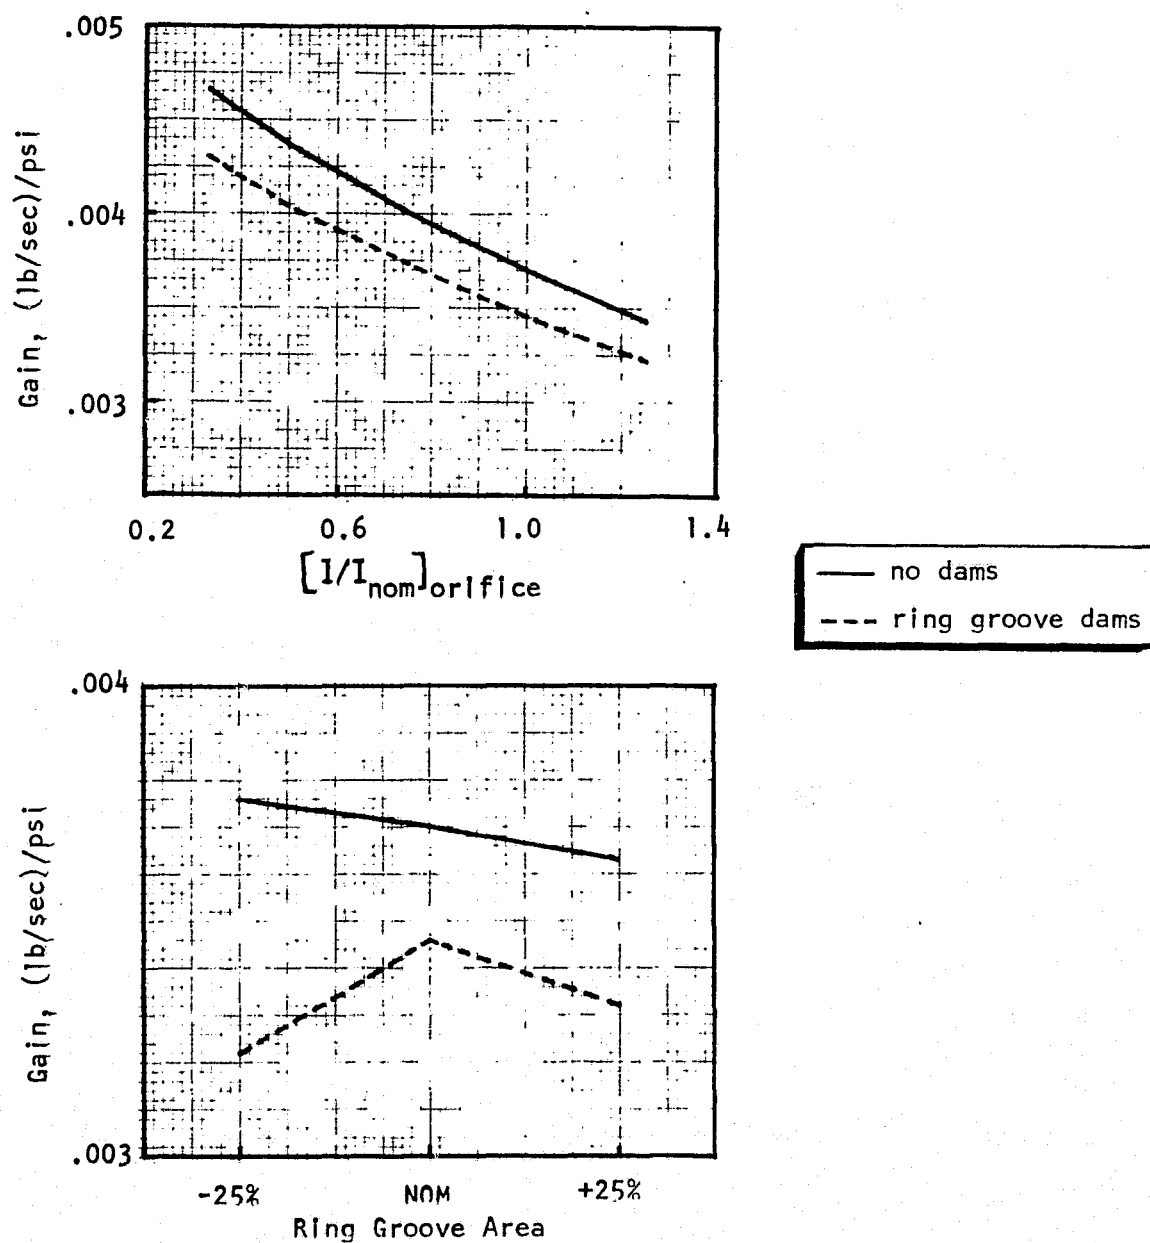 .005
.004
.003
Gain, (lb/sec)/psi
0.2 0.6 1.0 1.4
[I/Inom]orifice
no dams
ring groove dams
.004
.003
Gain, (lb/sec)/psi
-25% NOM +25%
Ring Groove Area